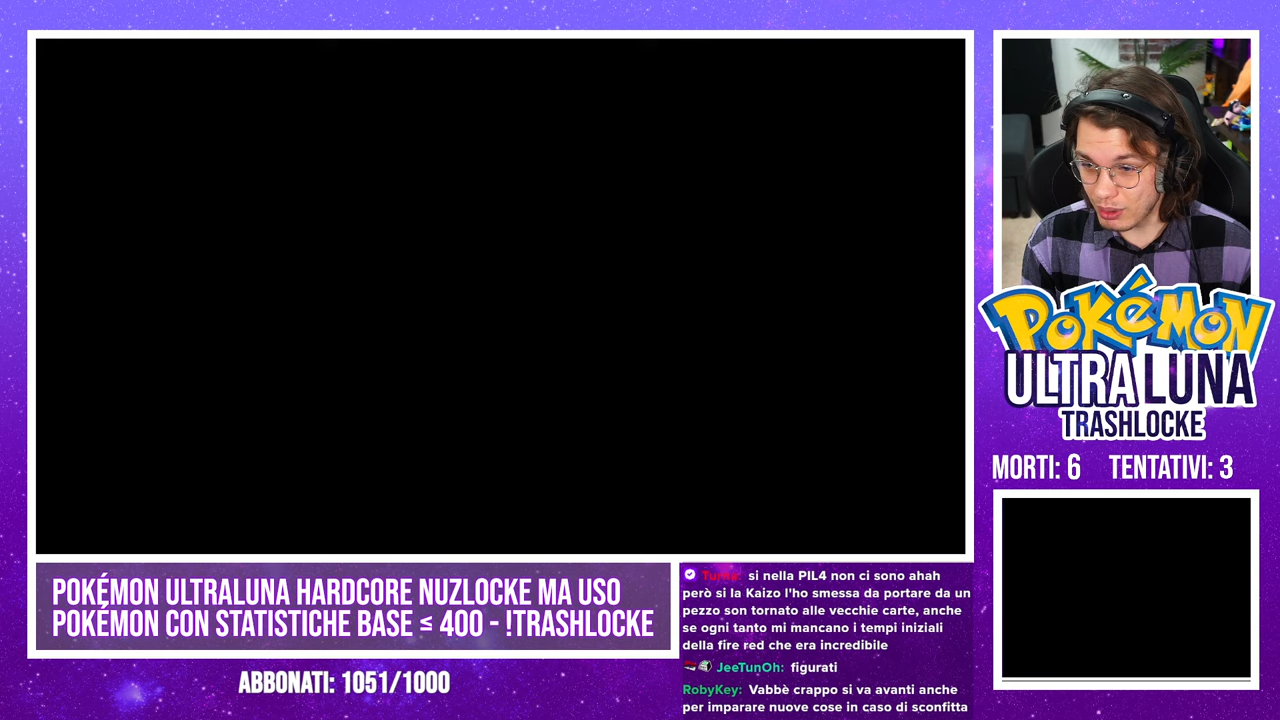 POKÉMON
ULTRA LUNA
TRASHLOCKE
MORTI: 6 TENTATIVI: 3
POKÉMON ULTRALUNA HARDCORE NUZLOCKE MA USO
POKÉMON CON STATISTICHE BASE ≤ 400 - !TRASHLOCKE
ABBONATI: 1051/1000
si nella PIL4 non ci sono ahah
però si la Kaizo l'ho smessa da portare da un
pezzo son tornato alle vecchie carte, anche
se ogni tanto mi mancano i tempi iniziali
della fire red che era incredibile
JeeTunOh: figurati
RobyKey: Vabbè crappo si va avanti anche
per imparare nuove cose in caso di sconfitta